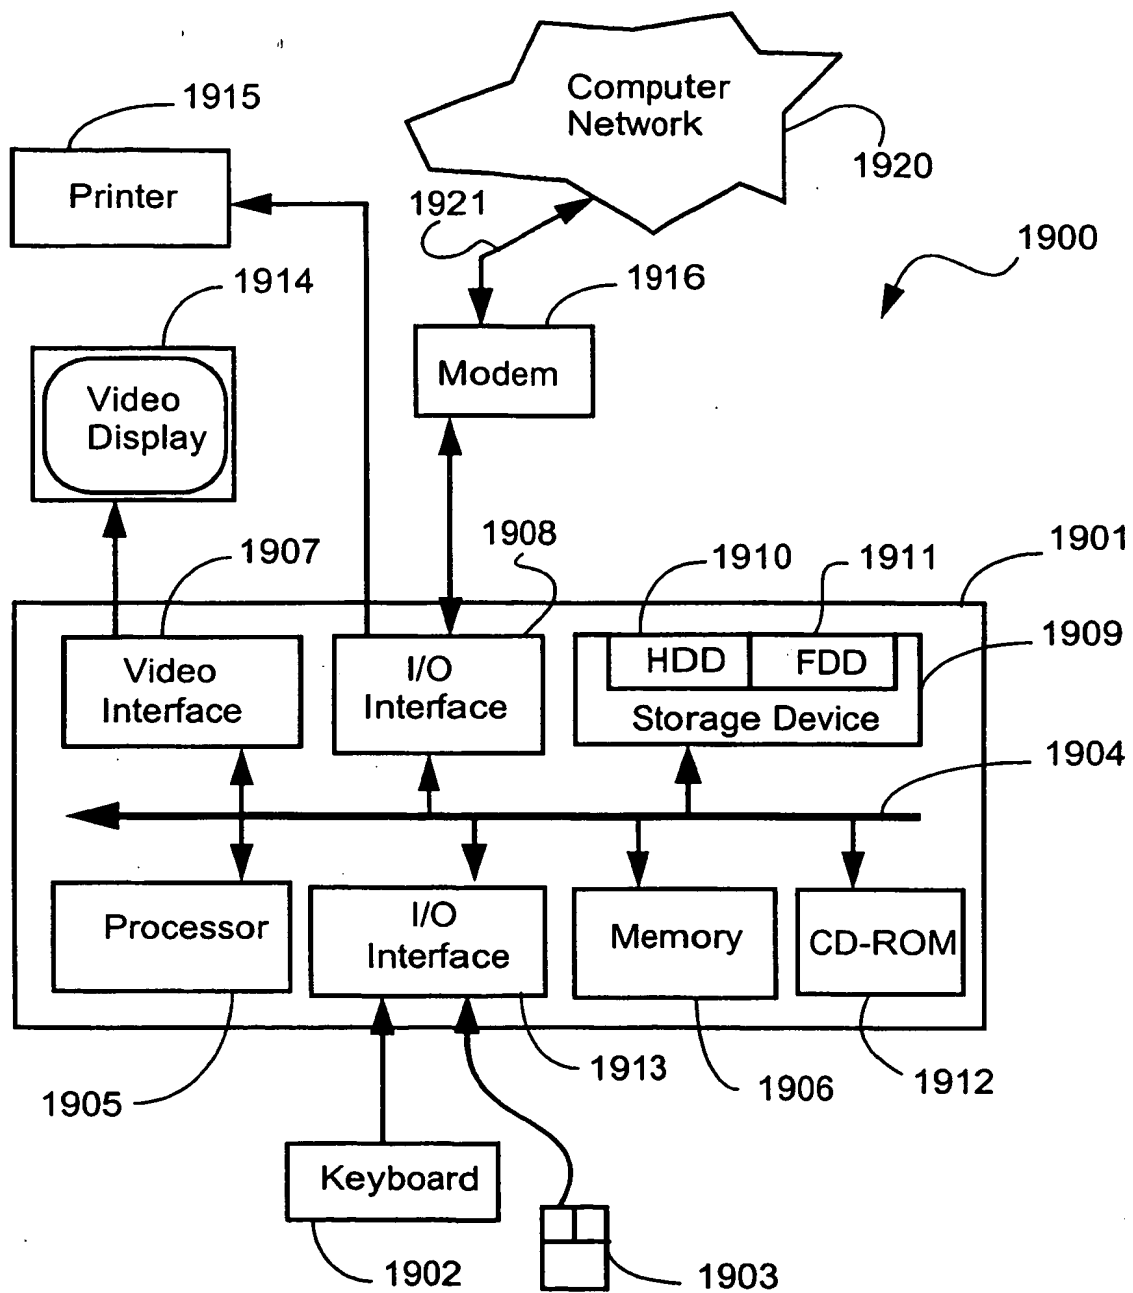 1915
Printer
Computer
Network
1920
1921
1900
1914
1916
Video
Display
Modem
1907
1908
1910
1911
1901
1909
Video
Interface
I/O
Interface
HDD
FDD
Storage Device
1904
Processor
I/O
Interface
Memory
CD-ROM
1905
1913
1906
1912
Keyboard
1902
1903